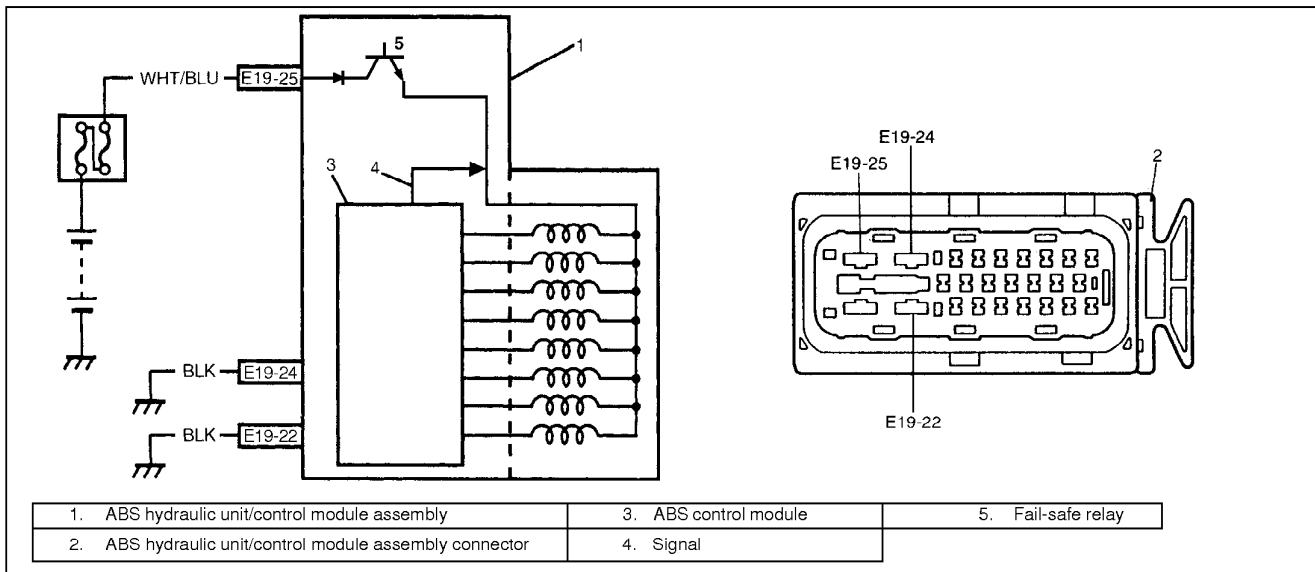 5
1
WHT/BLU
E19-25
3
4
BLK
E19-24
BLK
E19-22
E19-24
E19-25
2
E19-22
1. ABS hydraulic unit/control module assembly
3. ABS control module
5. Fail-safe relay
2. ABS hydraulic unit/control module assembly connector
4. Signal